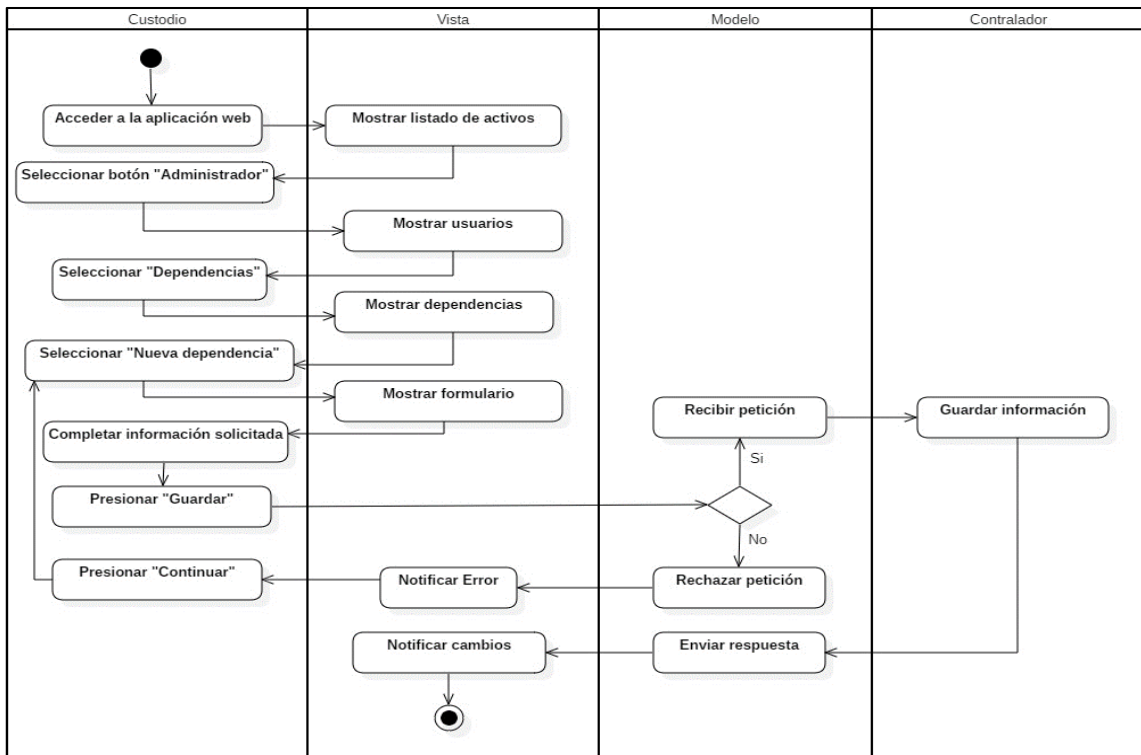 Custodio
Vista
Modelo
Contralador
Acceder a la aplicación web
Mostrar listado de activos
Seleccionar botón "Administrador"
Mostrar usuarios
Seleccionar "Dependencias"
Mostrar dependencias
Seleccionar "Nueva dependencia"
Mostrar formulario
Recibir petición
Guardar información
Completar información solicitada
Si
Presionar "Guardar"
No
Presionar "Continuar"
Notificar Error
Rechazar petición
Notificar cambios
Enviar respuesta